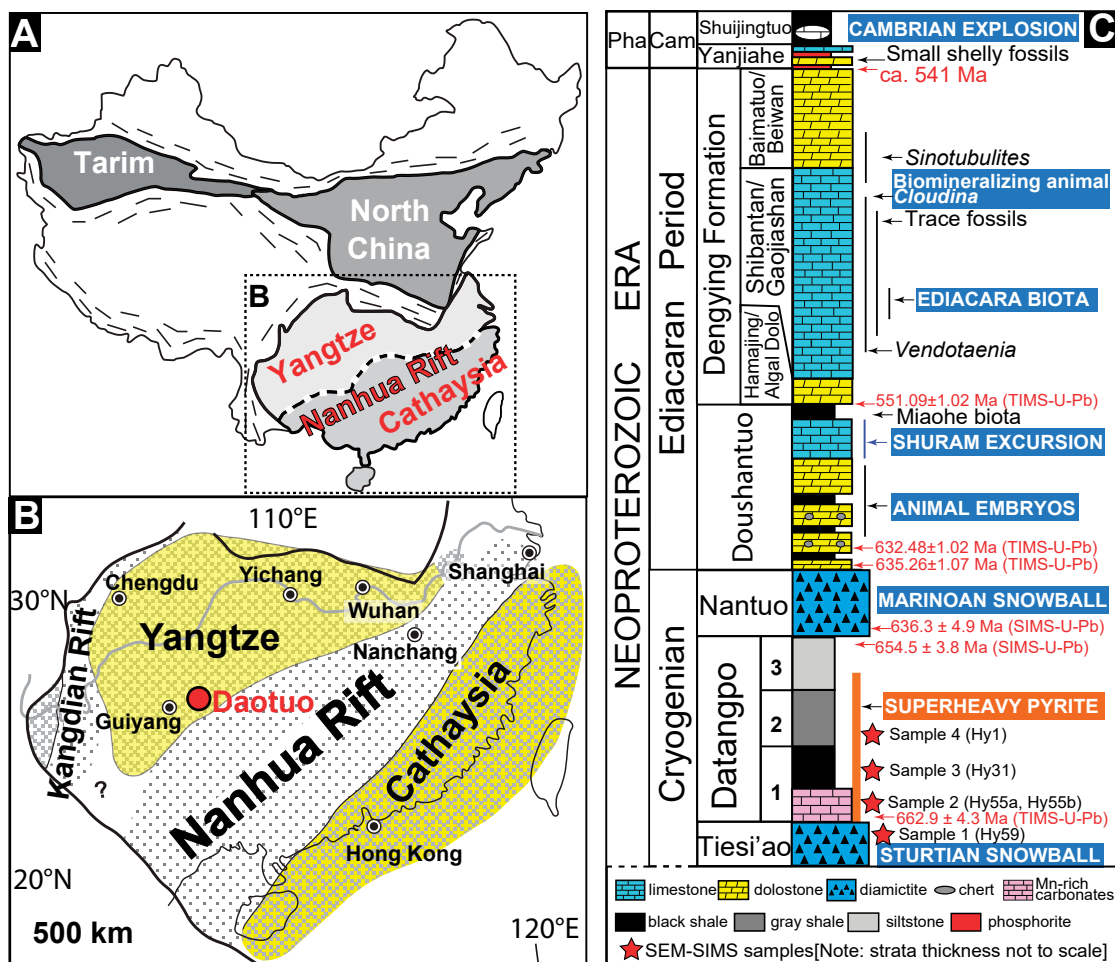 A
Tarim
North
China
B
Yangtze
Nanhua Rift
Cathaysia
B
110°E
Chengdu
Yichang
Shanghai
30°N
Wuhan
Yangtze
Nanchang
Kangdian Rift
Daotuo
Guiyang
?
Nanhua Rift
Cathaysia
Hong Kong
20°N
500 km
120°E
C
Pha
Cam
Shuijingtuo
CAMBRIAN EXPLOSION
Yanjiahe
Small shelly fossils
ca. 541 Ma
NEOPROTEROZOIC ERA
Ediacaran Period
Dengying Formation
Baimatuo/
Beiwan
Sinotubulites
Biomineralizing animal
Cloudina
Shibantan/
Gaojiashan
Trace fossils
EDIACARA BIOTA
Hamajing/
Algal Dolo
Vendotaenia
551.09±1.02 Ma (TIMS-U-Pb)
Doushantuo
Miaohe biota
SHURAM EXCURSION
ANIMAL EMBRYOS
632.48±1.02 Ma (TIMS-U-Pb)
635.26±1.07 Ma (TIMS-U-Pb)
Cryogenian
Nantuo
MARINOAN SNOWBALL
636.3 ± 4.9 Ma (SIMS-U-Pb)
654.5 ± 3.8 Ma (SIMS-U-Pb)
Datangpo
3
SUPERHEAVY PYRITE
2
Sample 4 (Hy1)
Sample 3 (Hy31)
1
Sample 2 (Hy55a, Hy55b)
662.9 ± 4.3 Ma (TIMS-U-Pb)
Tiesi'ao
Sample 1 (Hy59)
STURTIAN SNOWBALL
limestone
dolostone
diamictite
chert
Mn-rich
carbonates
black shale
gray shale
siltstone
phosphorite
SEM-SIMS samples[Note: strata thickness not to scale]